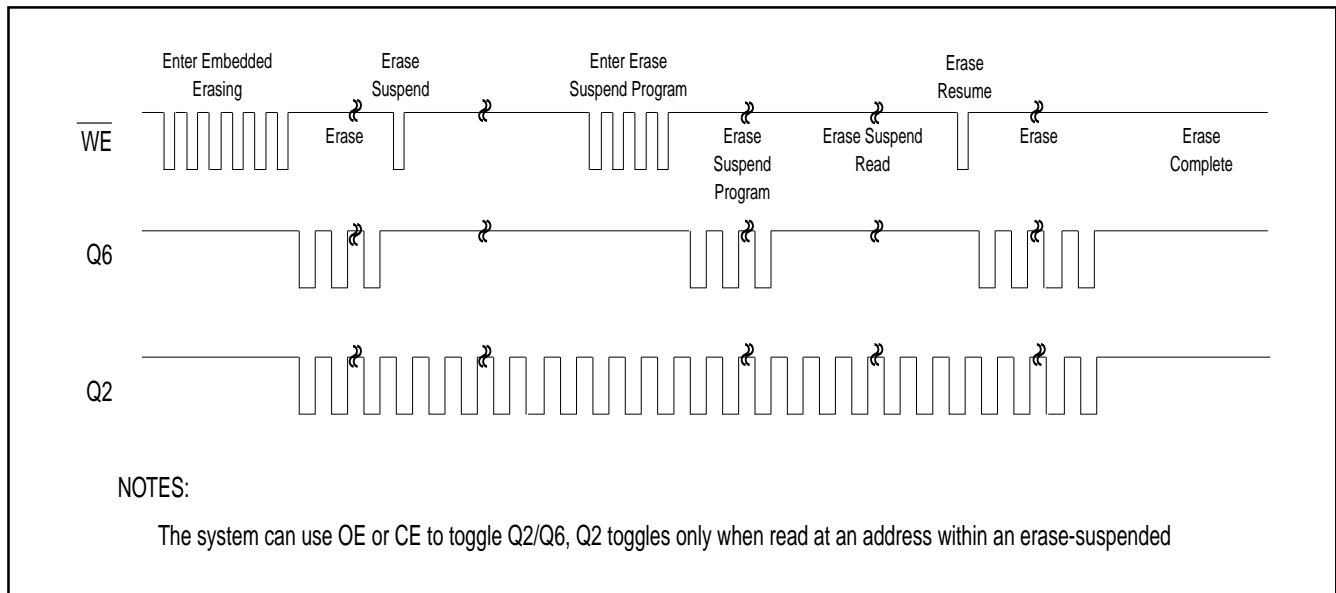 Enter Embedded
Erasing
Erase
Suspend
Enter Erase
Suspend Program
Erase
Resume
WE
Erase
Erase
Suspend
Program
Erase Suspend
Read
Erase
Erase
Complete
Q6
Q2
NOTES:
The system can use OE or CE to toggle Q2/Q6, Q2 toggles only when read at an address within an erase-suspended